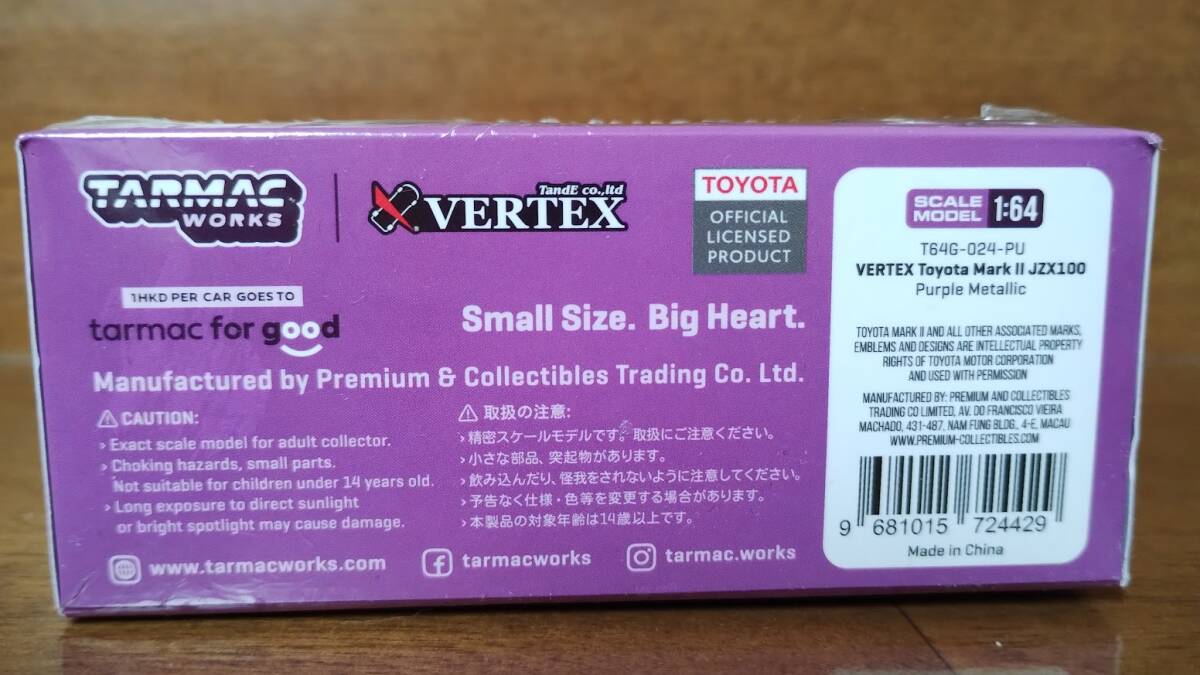 TARMAC
WORKS
TandE co.,ltd
VERTEX
TOYOTA
OFFICIAL
LICENSED
PRODUCT
1HKD PER CAR GOES TO
tarmac for good
Small Size. Big Heart.
Manufactured by Premium & Collectibles Trading Co. Ltd.
CAUTION:
› Exact scale model for adult collector.
› Choking hazards, small parts.
Not suitable for children under 14 years old.
› Long exposure to direct sunlight
or bright spotlight may cause damage.
取扱の注意:
› 精密スケールモデルです。取扱にご注意ください。
› 小さな部品、突起物があります。
› 飲み込んだり、怪我をされないように注意してください。
› 予告なく仕様・色等を変更する場合があります。
› 本製品の対象年齢は14歳以上です。
www.tarmacworks.com
tarmacworks
tarmac.works
SCALE
MODEL 1:64
T64G-024-PU
VERTEX Toyota Mark II JZX100
Purple Metallic
TOYOTA MARK II AND ALL OTHER ASSOCIATED MARKS,
EMBLEMS AND DESIGNS ARE INTELLECTUAL PROPERTY
RIGHTS OF TOYOTA MOTOR CORPORATION
AND USED WITH PERMISSION
MANUFACTURED BY: PREMIUM AND COLLECTIBLES
TRADING CO LIMITED, AV. DO FRANCISCO VIEIRA
MACHADO, 431-487, NAM FUNG BLDG., 4-E, MACAU
WWW.PREMIUM-COLLECTIBLES.COM
9 681015 724429
Made in China